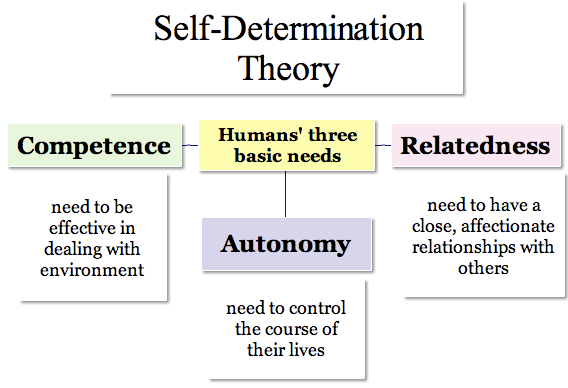 Self-Determination
Theory
Humans' three
basic needs
Competence
need to be
effective in
dealing with
environment
Autonomy
need to control
the course of
their lives
Relatedness
need to have a
close, affectionate
relationships with
others